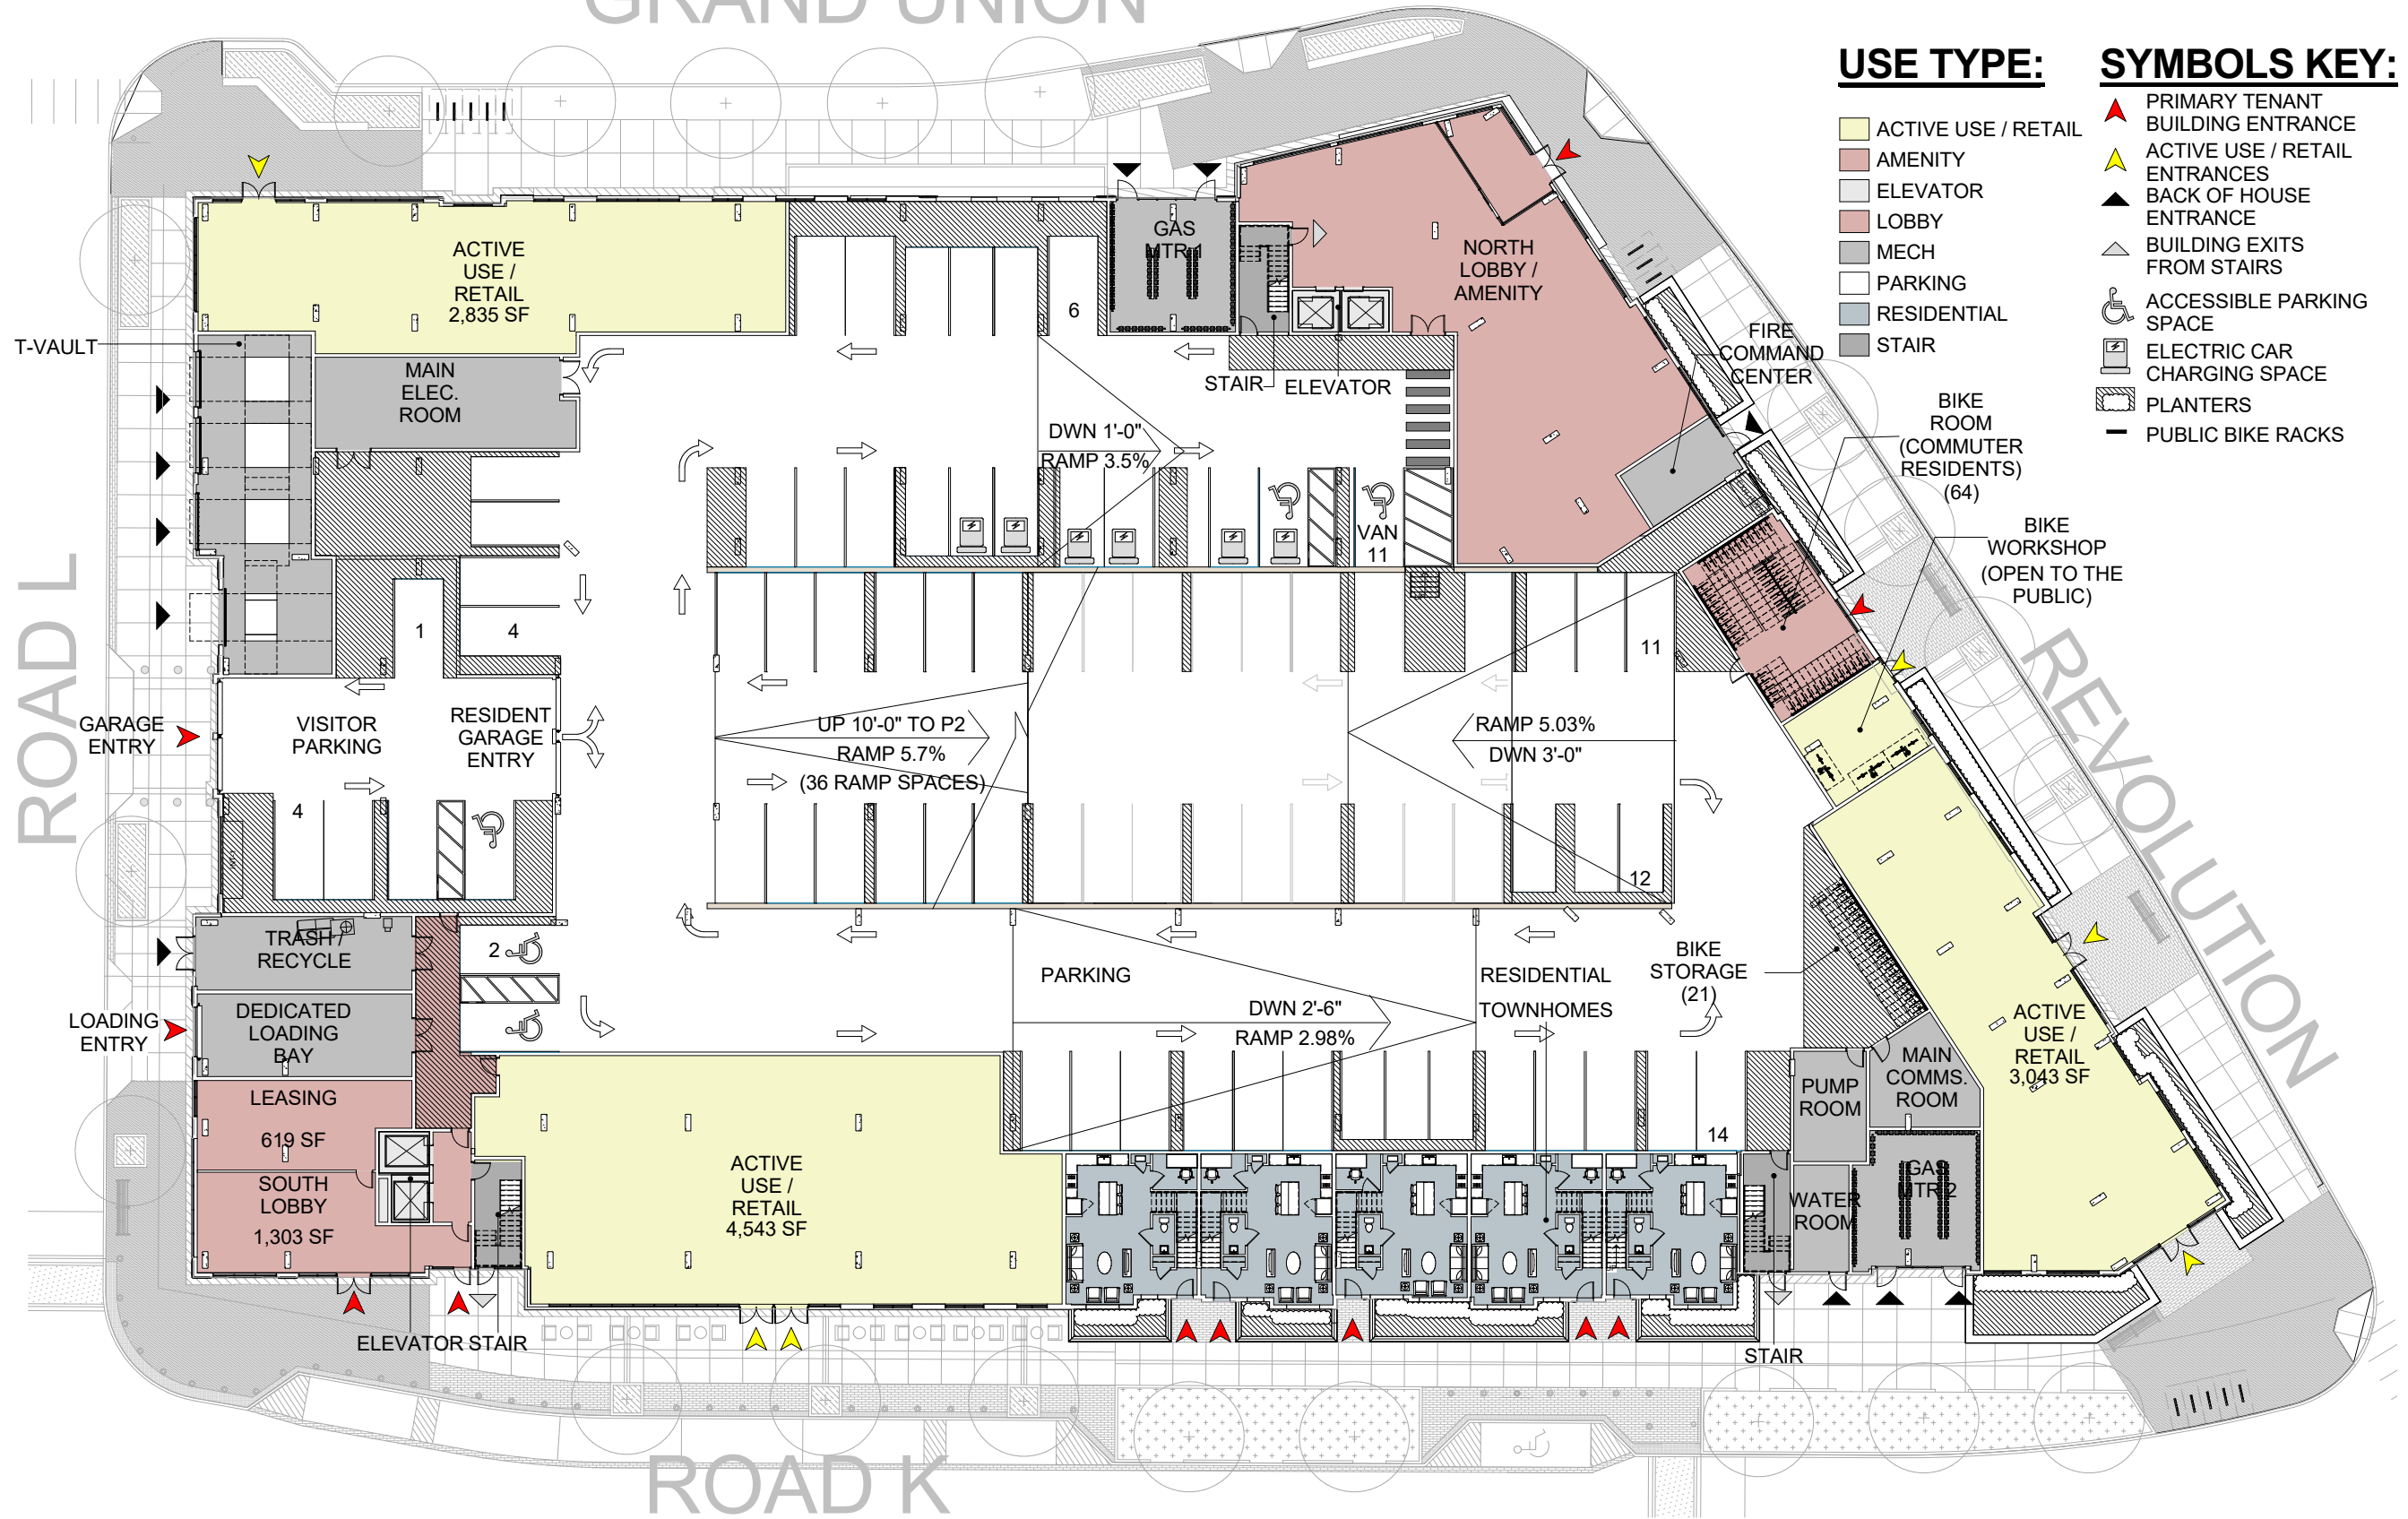 GRAND UNION
USE TYPE:
ACTIVE USE / RETAIL
AMENITY
ELEVATOR
LOBBY
MECH
PARKING
RESIDENTIAL
STAIR
SYMBOLS KEY:
PRIMARY TENANT
BUILDING ENTRANCE
ACTIVE USE / RETAIL
ENTRANCES
BACK OF HOUSE
ENTRANCE
BUILDING EXITS
FROM STAIRS
ACCESSIBLE PARKING
SPACE
ELECTRIC CAR
CHARGING SPACE
PLANTERS
PUBLIC BIKE RACKS
ACTIVE
USE /
RETAIL
2,835 SF
GAS
MTR 1
6
NORTH
LOBBY /
AMENITY
T-VAULT
MAIN
ELEC.
ROOM
STAIR
ELEVATOR
FIRE
COMMAND
CENTER
BIKE
ROOM
(COMMUTER
RESIDENTS)
(64)
DWN 1'-0"
RAMP 3.5%
VAN
11
BIKE
WORKSHOP
(OPEN TO THE
PUBLIC)
ROAD L
1
4
11
REVOLUTION
GARAGE
ENTRY
VISITOR
PARKING
RESIDENT
GARAGE
ENTRY
UP 10'-0" TO P2
RAMP 5.7%
(36 RAMP SPACES)
RAMP 5.03%
DWN 3'-0"
4
12
TRASH /
RECYCLE
2
PARKING
RESIDENTIAL
TOWNHOMES
BIKE
STORAGE
(21)
LOADING
ENTRY
DEDICATED
LOADING
BAY
DWN 2'-6"
RAMP 2.98%
ACTIVE
USE /
RETAIL
3,043 SF
LEASING
619 SF
PUMP
ROOM
MAIN
COMMS.
ROOM
14
SOUTH
LOBBY
1,303 SF
ACTIVE
USE /
RETAIL
4,543 SF
WATER
ROOM
GAS
MTR 2
ELEVATOR
STAIR
STAIR
ROAD K